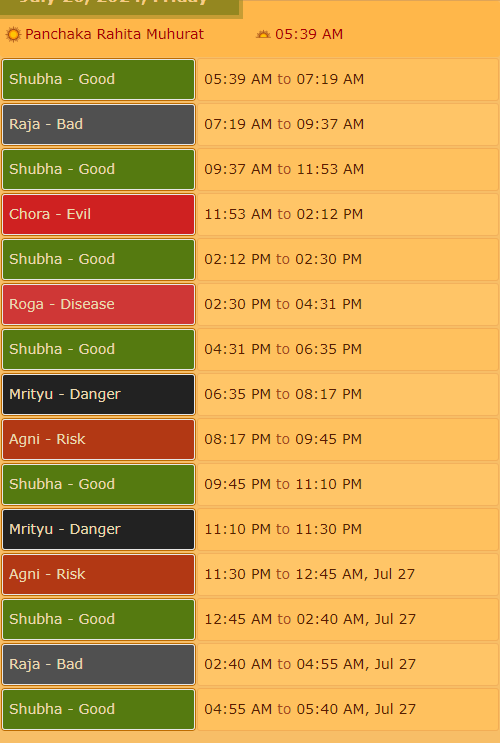 July 26, 2024, Friday
Panchaka Rahita Muhurat 05:39 AM
Shubha - Good 05:39 AM to 07:19 AM
Raja - Bad 07:19 AM to 09:37 AM
Shubha - Good 09:37 AM to 11:53 AM
Chora - Evil 11:53 AM to 02:12 PM
Shubha - Good 02:12 PM to 02:30 PM
Roga - Disease 02:30 PM to 04:31 PM
Shubha - Good 04:31 PM to 06:35 PM
Mrityu - Danger 06:35 PM to 08:17 PM
Agni - Risk 08:17 PM to 09:45 PM
Shubha - Good 09:45 PM to 11:10 PM
Mrityu - Danger 11:10 PM to 11:30 PM
Agni - Risk 11:30 PM to 12:45 AM, Jul 27
Shubha - Good 12:45 AM to 02:40 AM, Jul 27
Raja - Bad 02:40 AM to 04:55 AM, Jul 27
Shubha - Good 04:55 AM to 05:40 AM, Jul 27